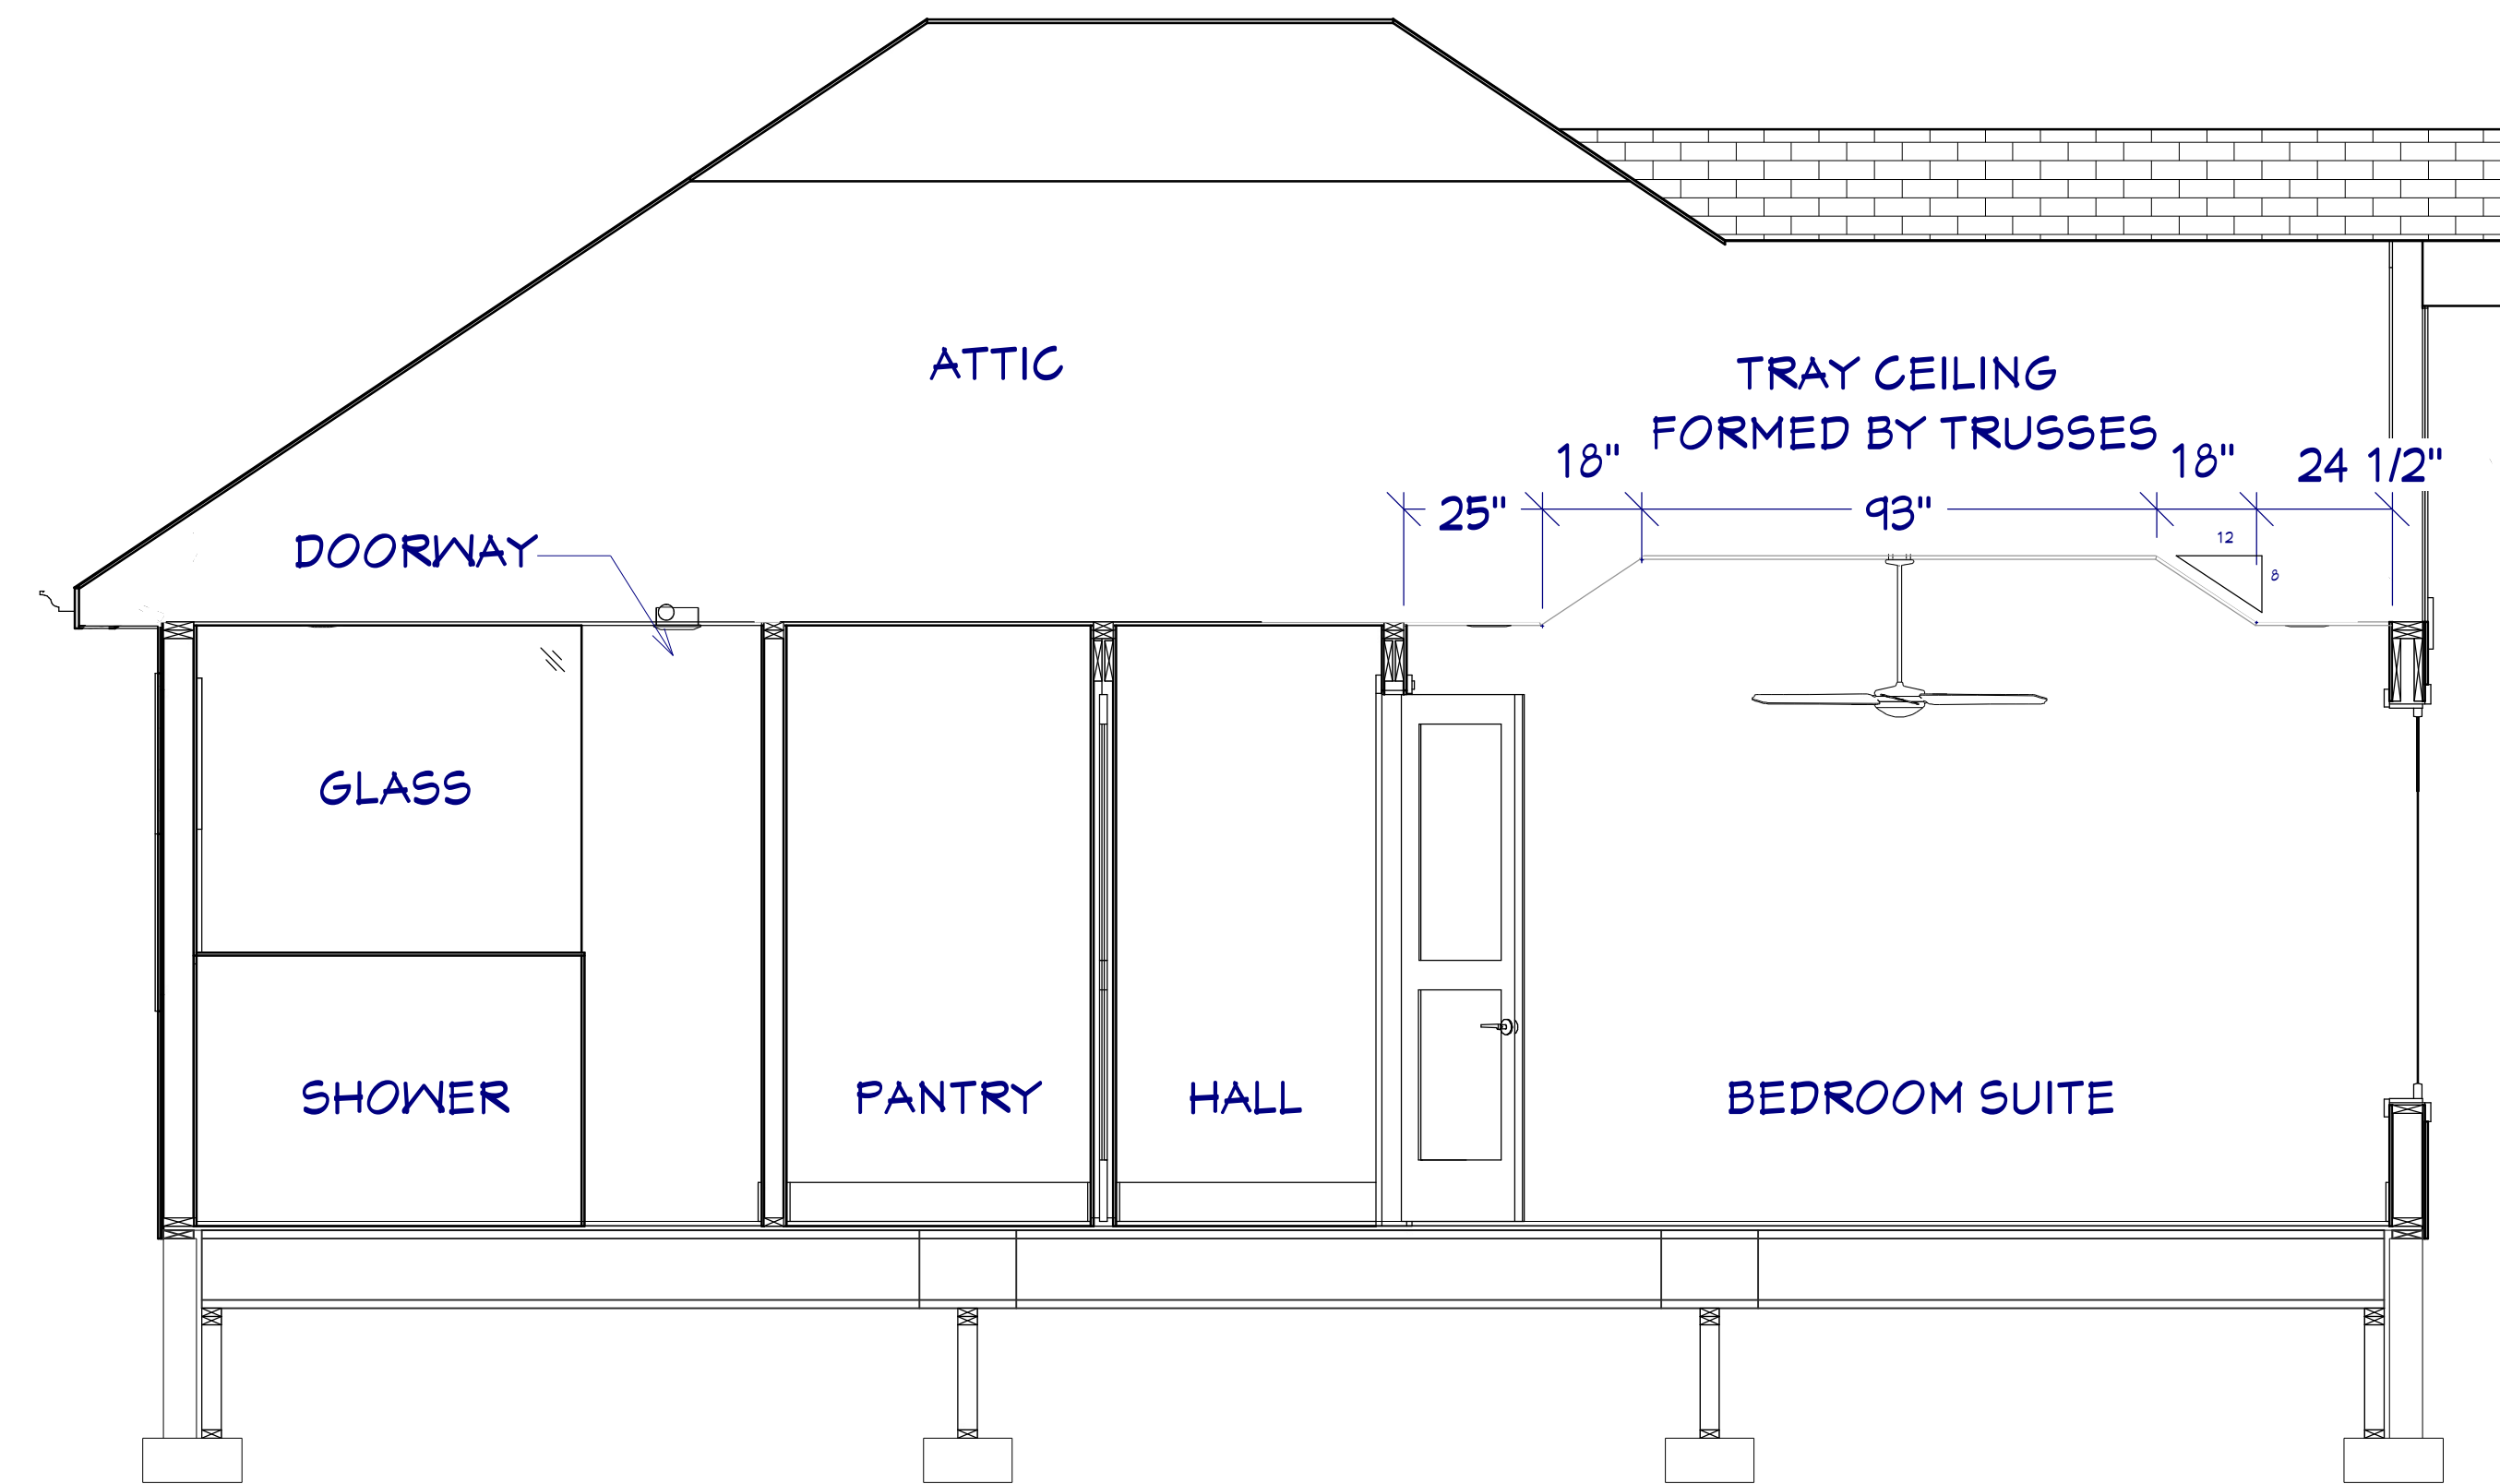 ATTIC
TRAY CEILING
FORMED BY TRUSSES
18"
18"
24 1/2"
25"
93"
DOORWAY
12
8
GLASS
SHOWER
PANTRY
HALL
BEDROOM SUITE